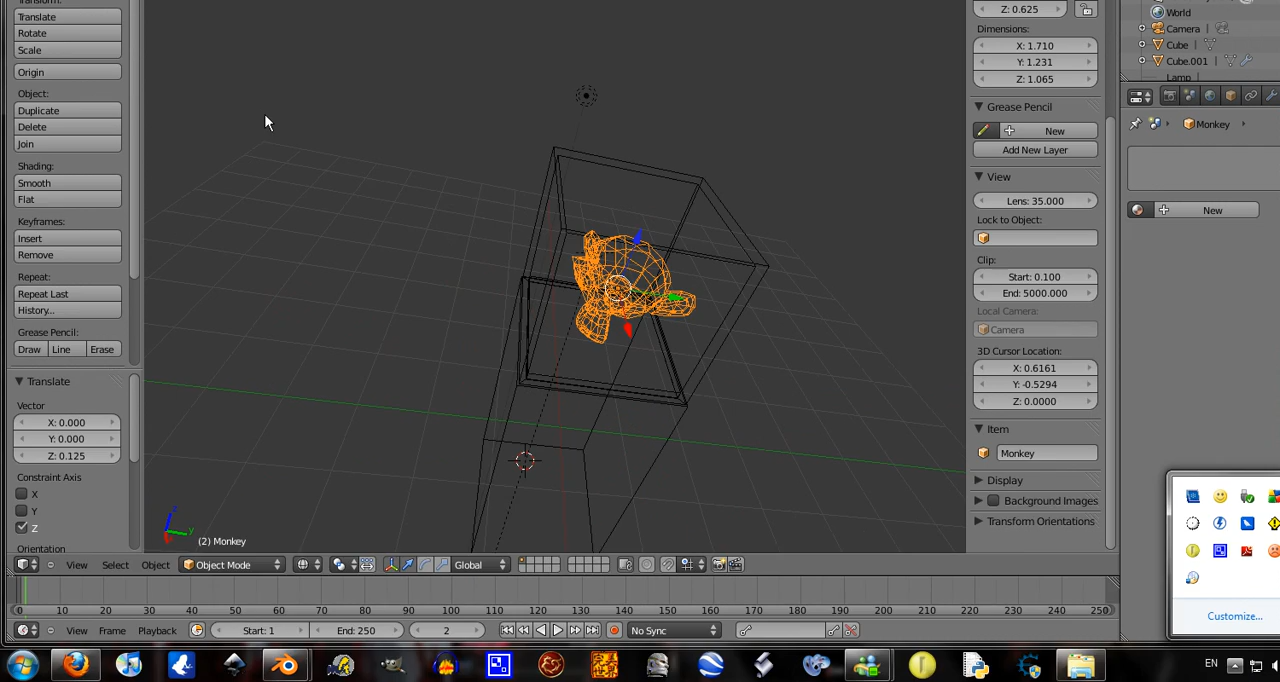 Transform:
Translate
Rotate
Scale
Origin
Object:
Duplicate
Delete
Join
Shading:
Smooth
Flat
Keyframes:
Insert
Remove
Repeat:
Repeat Last
History...
Grease Pencil:
Draw Line Erase
Translate
Vector
X: 0.000
Y: 0.000
Z: 0.125
Constraint Axis
X
Y
Z
Orientation
z
y
(2) Monkey
View Select Object Object Mode Global
Z: 0.625
Dimensions:
X: 1.710
Y: 1.231
Z: 1.065
Grease Pencil
New
Add New Layer
View
Lens: 35.000
Lock to Object:
Clip:
Start: 0.100
End: 5000.000
Local Camera:
Camera
3D Cursor Location:
X: 0.6161
Y: -0.5294
Z: 0.0000
Item
Monkey
Display
Background Images
Transform Orientations
World
Camera
Cube
Cube.001
Lamp
Monkey
New
Customize...
0 10 20 30 40 50 60 70 80 90 100 110 120 130 140 150 160 170 180 190 200 210 220 230 240 250
View Frame Playback Start: 1 End: 250 2 No Sync
EN